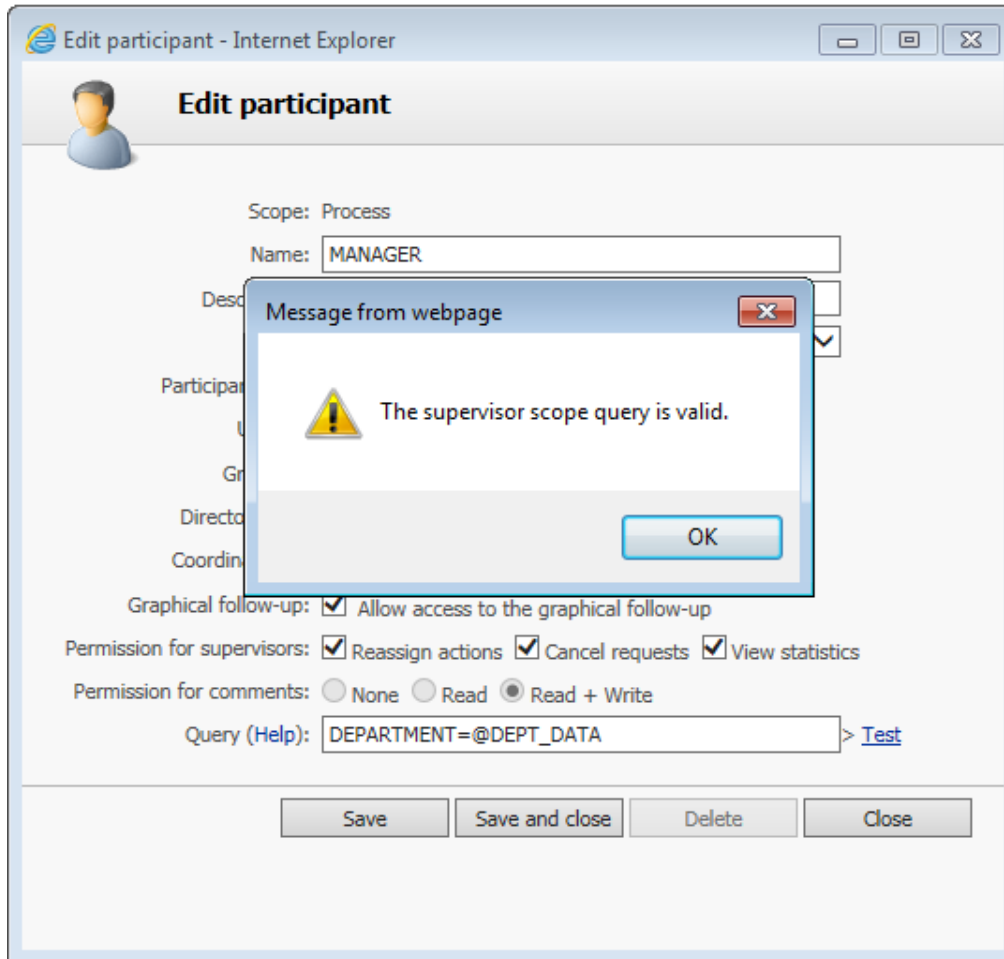 Edit participant - Internet Explorer
Edit participant
Scope: Process
Name: MANAGER
Message from webpage
The supervisor scope query is valid.
OK
Graphical follow-up: Allow access to the graphical follow-up
Permission for supervisors: Reassign actions Cancel requests View statistics
Permission for comments: None Read Read + Write
Query (Help): DEPARTMENT=@DEPT_DATA > Test
Save Save and close Delete Close